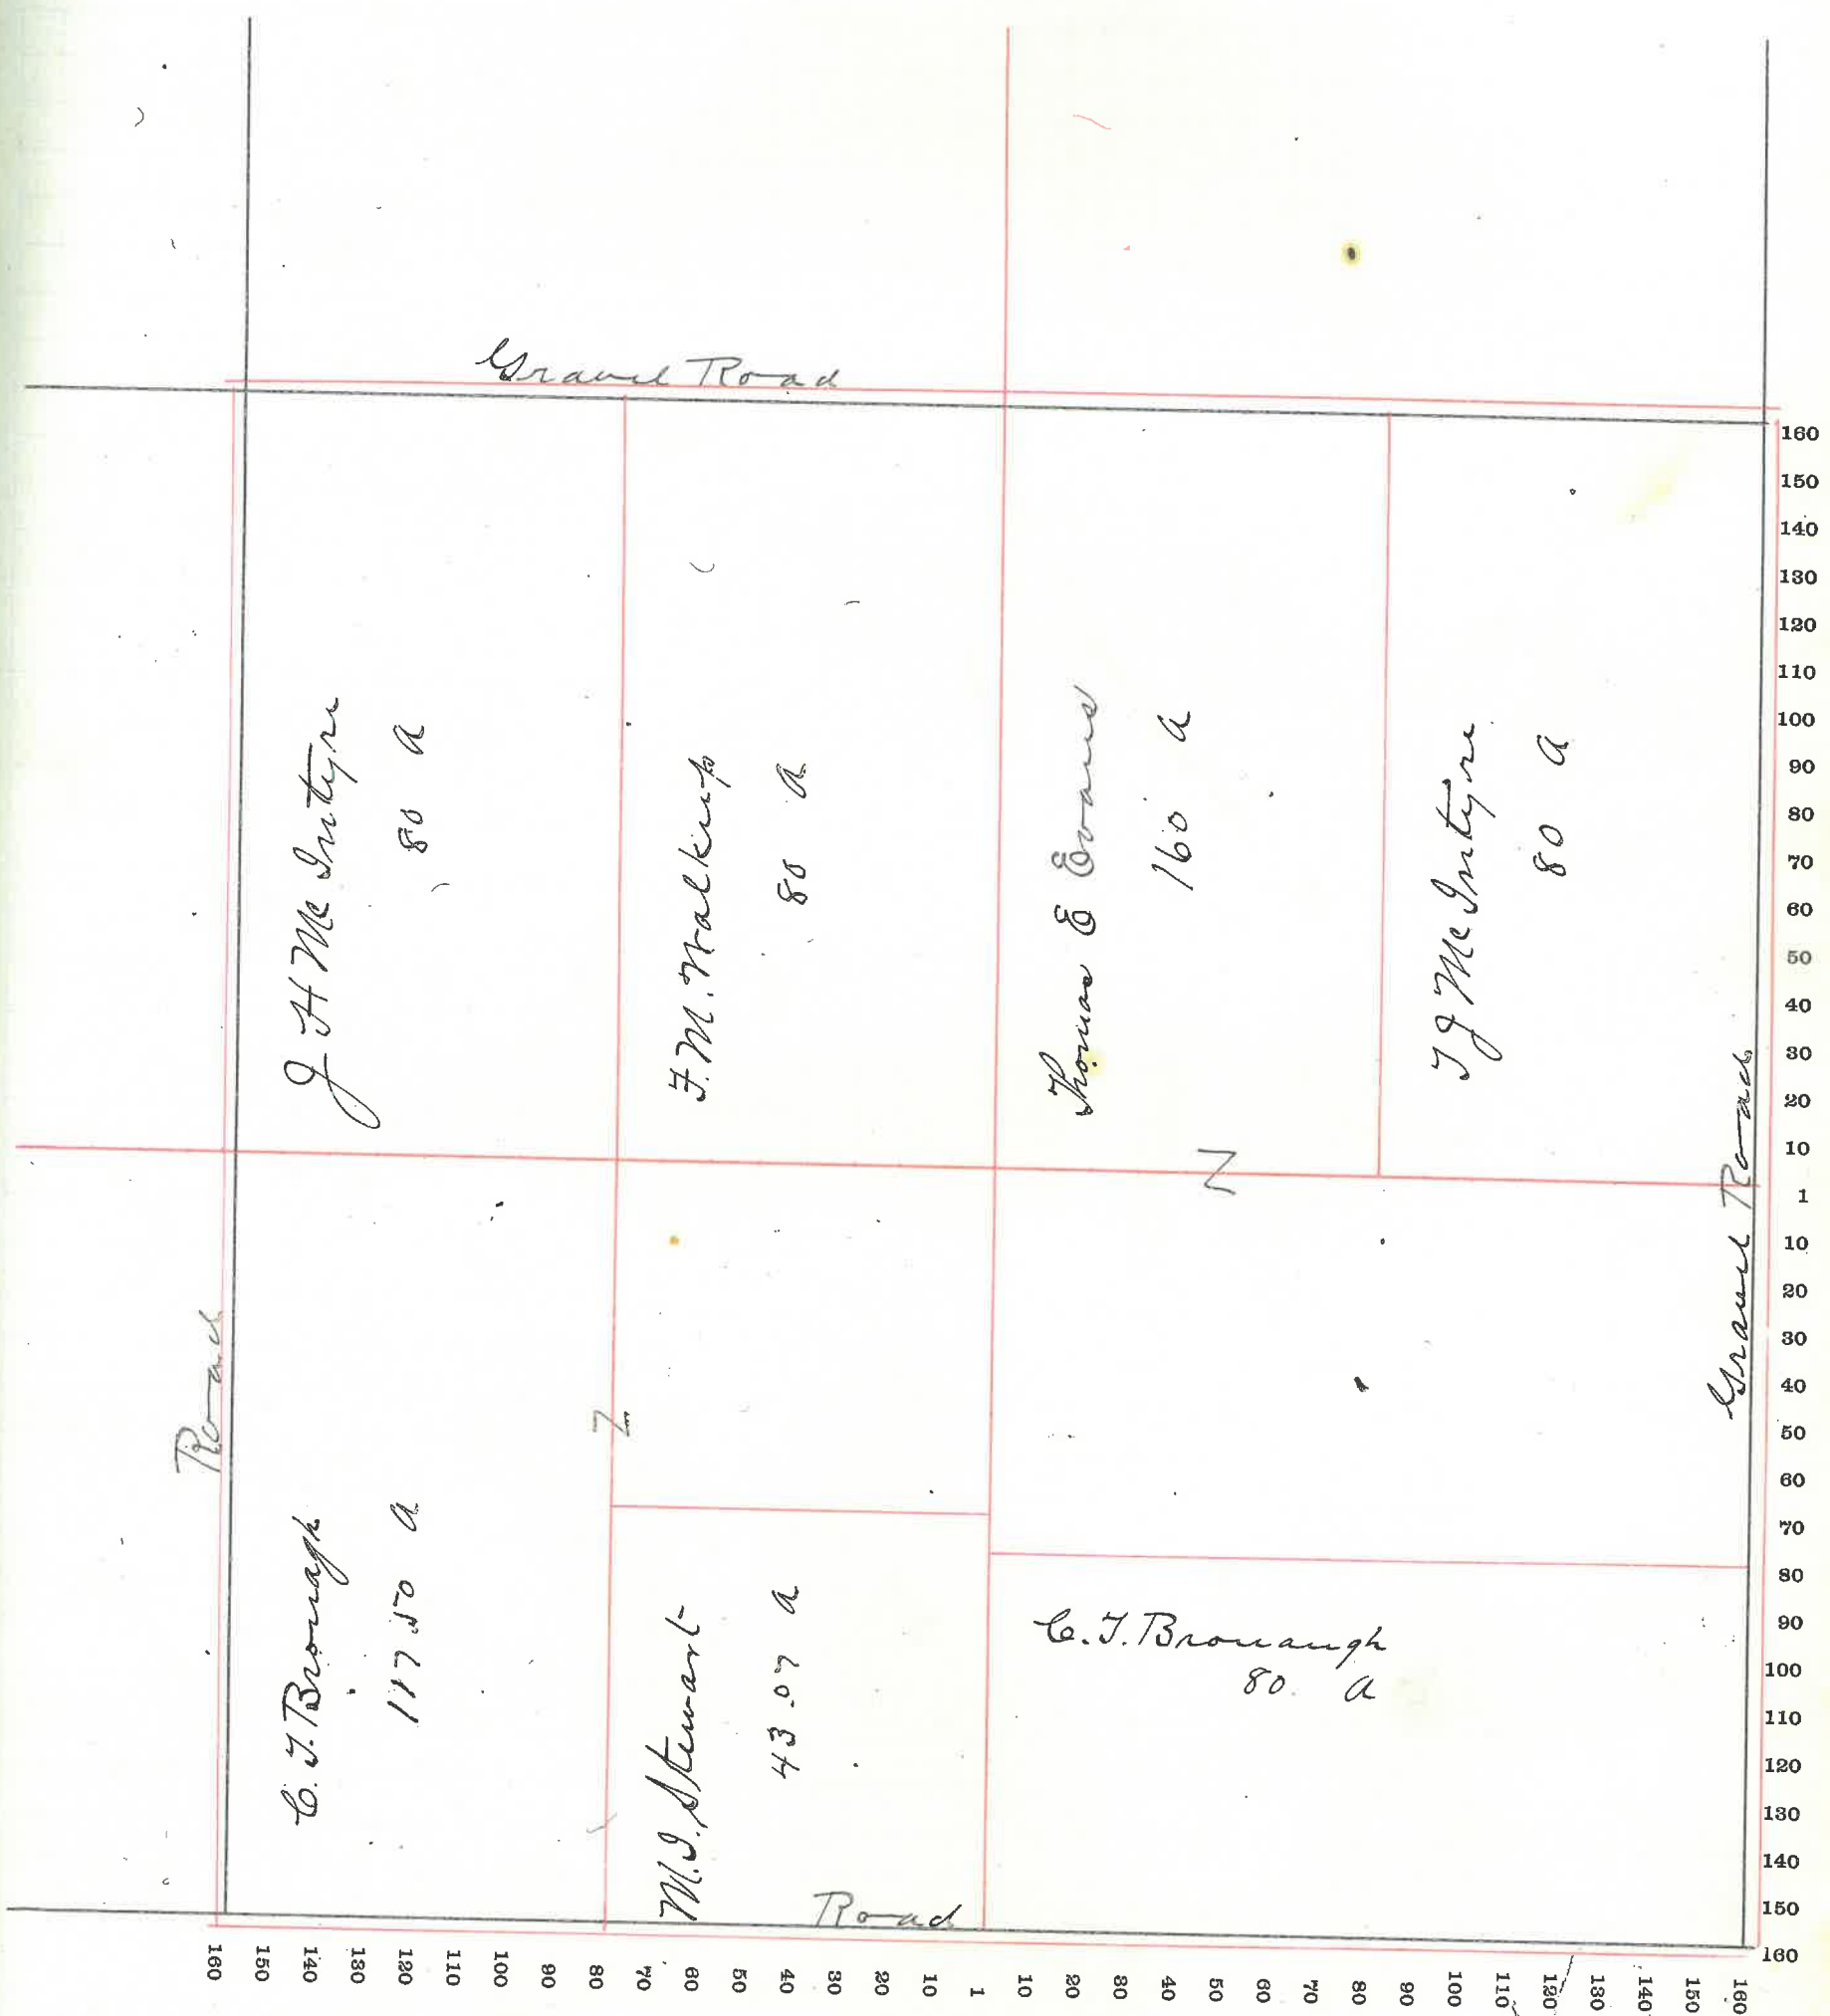 Gravel Road
J H McIntyre
80 a
F. M. Walkup
80 a
Thomas E Evans
160 a
T J McIntyre
80 a
Gravel Road
Road
C. T. Bronagh
117.50 a
M. I. Stewart
43.07 a
C. T. Bronaugh
80. a
Road
Z
Z
160
150
140
130
120
110
100
90
80
70
60
50
40
30
20
10
1
10
20
30
40
50
60
70
80
90
100
110
120
130
140
150
160
160 150 140 130 120 110 100 90 80 70 60 50 40 30 20 10 1 10 20 30 40 50 60 70 80 90 100 110 120 130 140 150 160